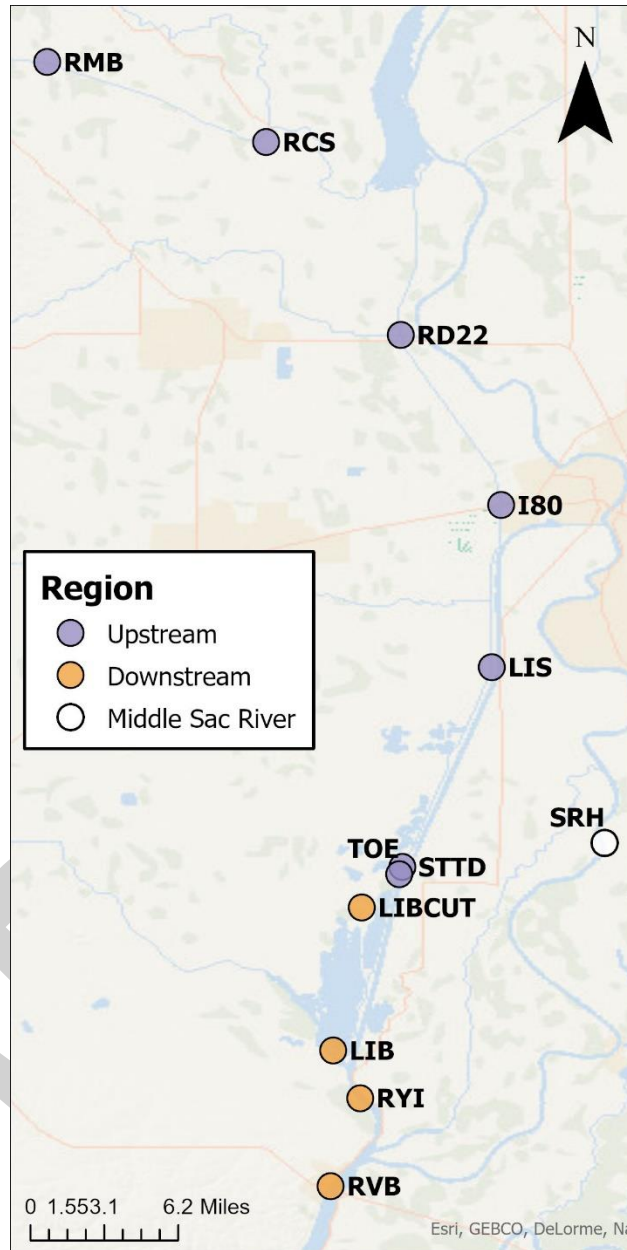 N
RMB
RCS
RD22
I80
Region
Upstream
Downstream
Middle Sac River
LIS
SRH
TOE
STTD
LIBCUT
LIB
RYI
RVB
0 1.553.1 6.2 Miles
Esri, GEBCO, DeLorme, Na